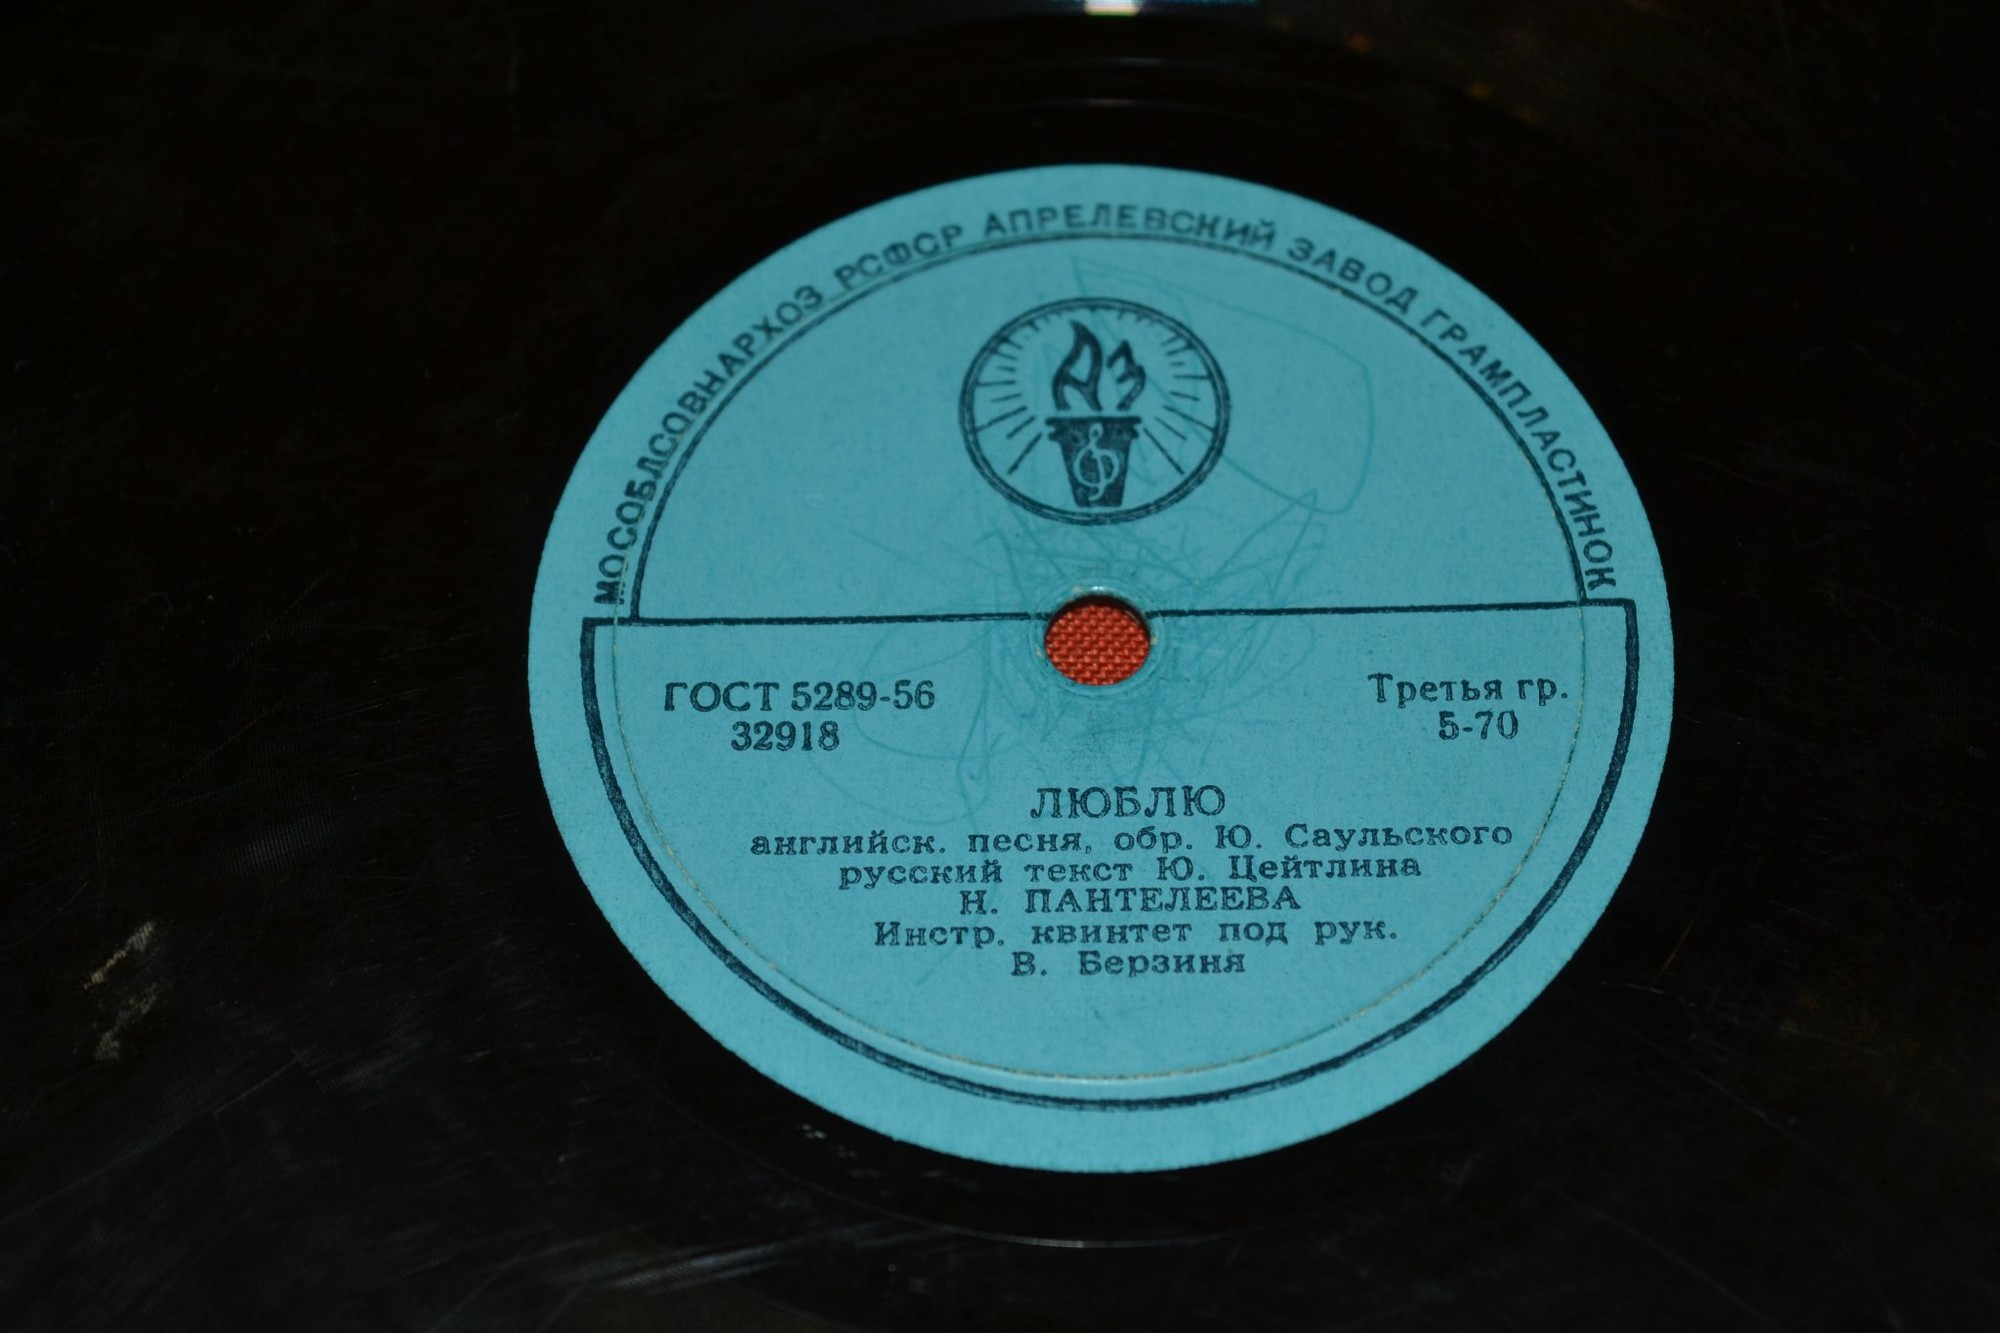 МОСОБЛСОВНАРХОЗ РСФСР АПРЕЛЕВСКИЙ ЗАВОД ГРАМПЛАСТИНОК
АЗ
ГОСТ 5289-56
32918
Третья гр.
5-70
ЛЮБЛЮ
английск. песня, обр. Ю. Саульского
русский текст Ю. Цейтлина
Н. ПАНТЕЛЕЕВА
Инстр. квинтет под рук.
В. Берзиня